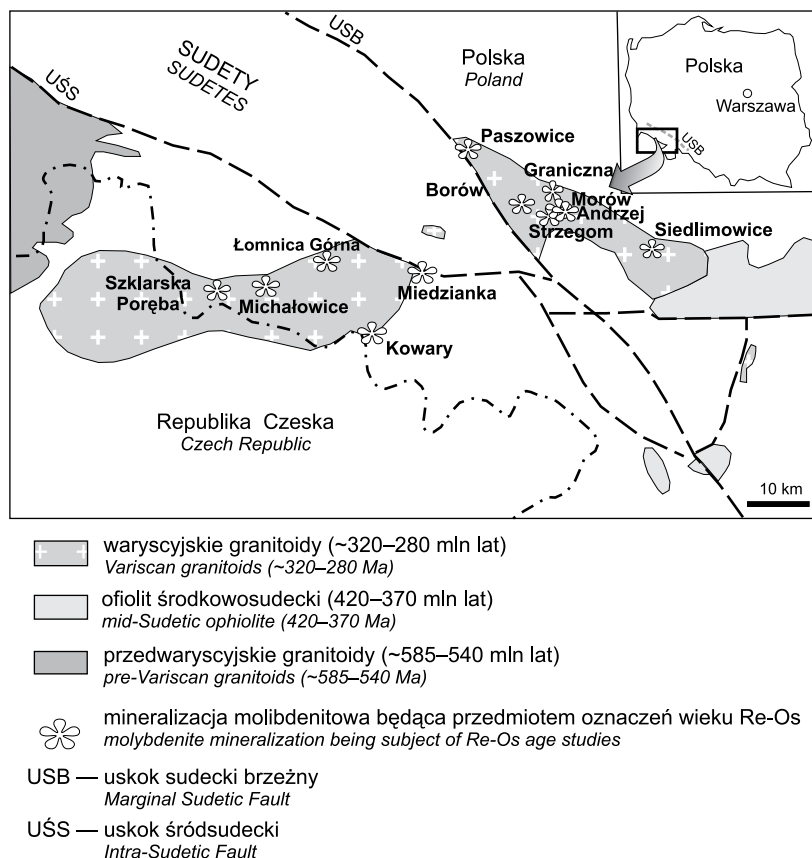 SUDETY
SUDETES
USB
UŚS
Polska
Poland
Polska
Warszawa
USB
Paszowice
Graniczna
Borów
Morów
Andrzej
Strzegom
Siedlimowice
Łomnica Górna
Szklarska
Poręba
Michałowice
Miedzianka
Kowary
Republika Czeska
Czech Republic
10 km
waryscyjskie granitoidy (~320–280 mln lat)
Variscan granitoids (~320–280 Ma)
ofiolit środkowosudecki (420–370 mln lat)
mid-Sudetic ophiolite (420–370 Ma)
przedwaryscyjskie granitoidy (~585–540 mln lat)
pre-Variscan granitoids (~585–540 Ma)
mineralizacja molibdenitowa będąca przedmiotem oznaczeń wieku Re-Os
molybdenite mineralization being subject of Re-Os age studies
USB — uskok sudecki brzeżny
Marginal Sudetic Fault
UŚS — uskok śródsudecki
Intra-Sudetic Fault